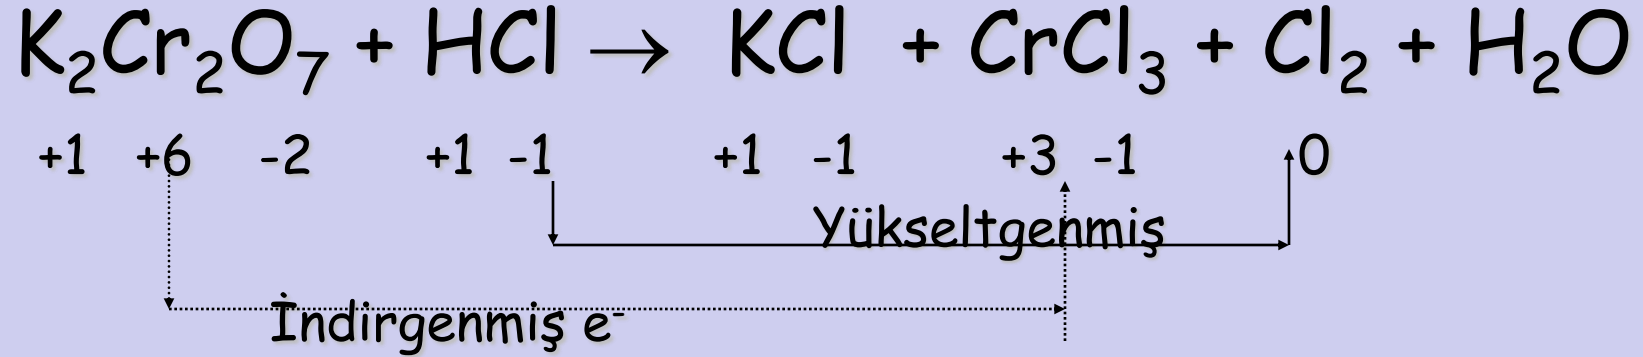 K₂Cr₂O₇ + HCl → KCl + CrCl₃ + Cl₂ + H₂O
+1 +6 -2 +1 -1 +1 -1 +3 -1 0
Yükseltgenmiş
İndirgenmiş e⁻